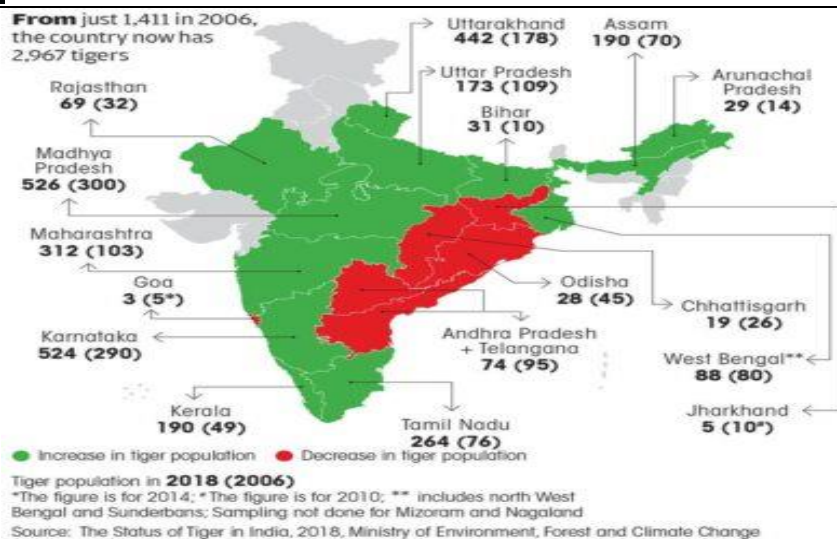 From just 1,411 in 2006,
the country now has
2,967 tigers
Uttarakhand
442 (178)
Assam
190 (70)
Rajasthan
69 (32)
Uttar Pradesh
173 (109)
Arunachal
Pradesh
29 (14)
Bihar
31 (10)
Madhya
Pradesh
526 (300)
Maharashtra
312 (103)
Goa
3 (5*)
Odisha
28 (45)
Chhattisgarh
19 (26)
Karnataka
524 (290)
Andhra Pradesh
+ Telangana
74 (95)
West Bengal**
88 (80)
Kerala
190 (49)
Tamil Nadu
264 (76)
Jharkhand
5 (10*)
Increase in tiger population
Decrease in tiger population
Tiger population in 2018 (2006)
*The figure is for 2014; *The figure is for 2010; ** includes north West
Bengal and Sunderbans; Sampling not done for Mizoram and Nagaland
Source: The Status of Tiger in India, 2018, Ministry of Environment, Forest and Climate Change